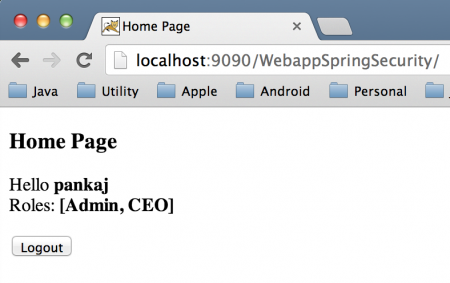 Home Page
localhost:9090/WebappSpringSecurity/
Java Utility Apple Android Personal
Home Page
Hello pankaj
Roles: [Admin, CEO]
Logout